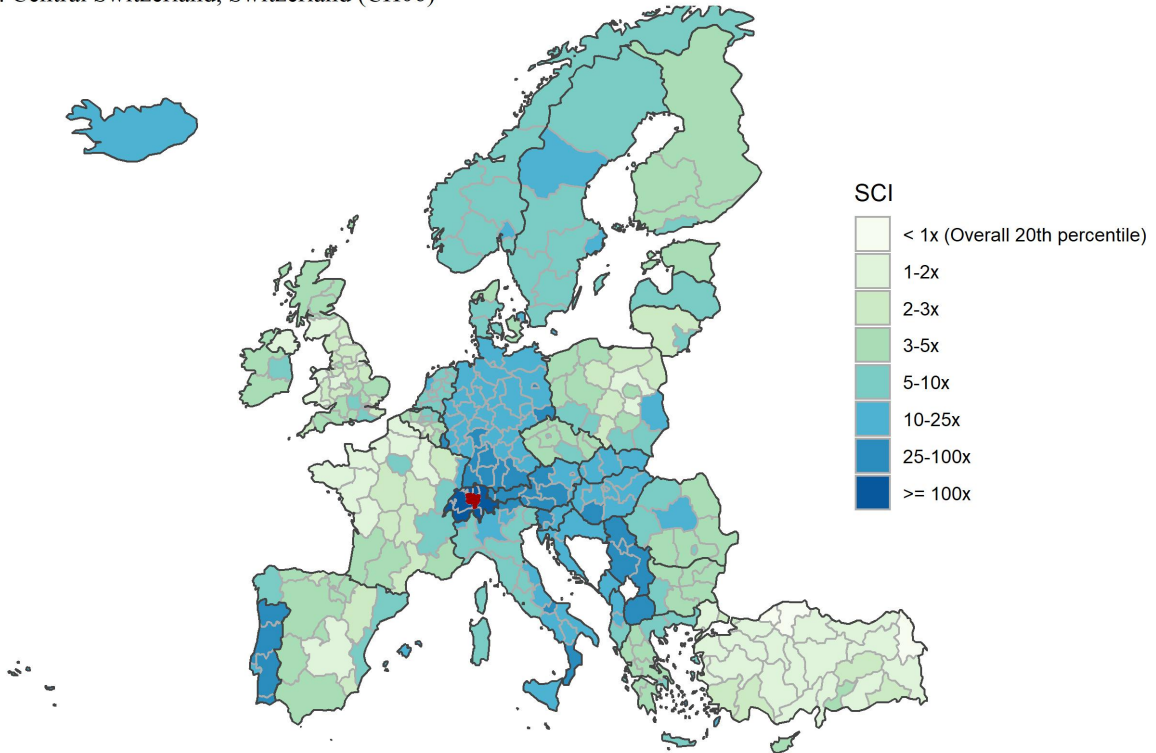 Central Switzerland, Switzerland (CH06)
SCI
< 1x (Overall 20th percentile)
1-2x
2-3x
3-5x
5-10x
10-25x
25-100x
>= 100x